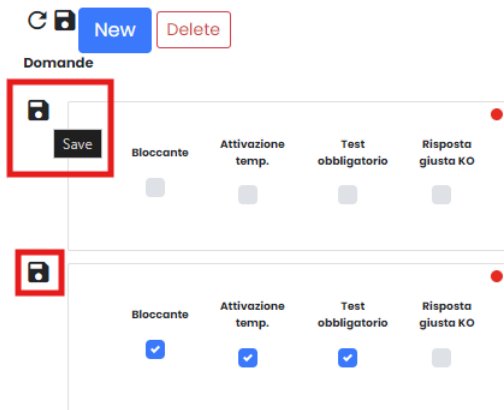 New Delete
Domande
Save
Bloccante
Attivazione
temp.
Test
obbligatorio
Risposta
giusta KO
Bloccante
Attivazione
temp.
Test
obbligatorio
Risposta
giusta KO